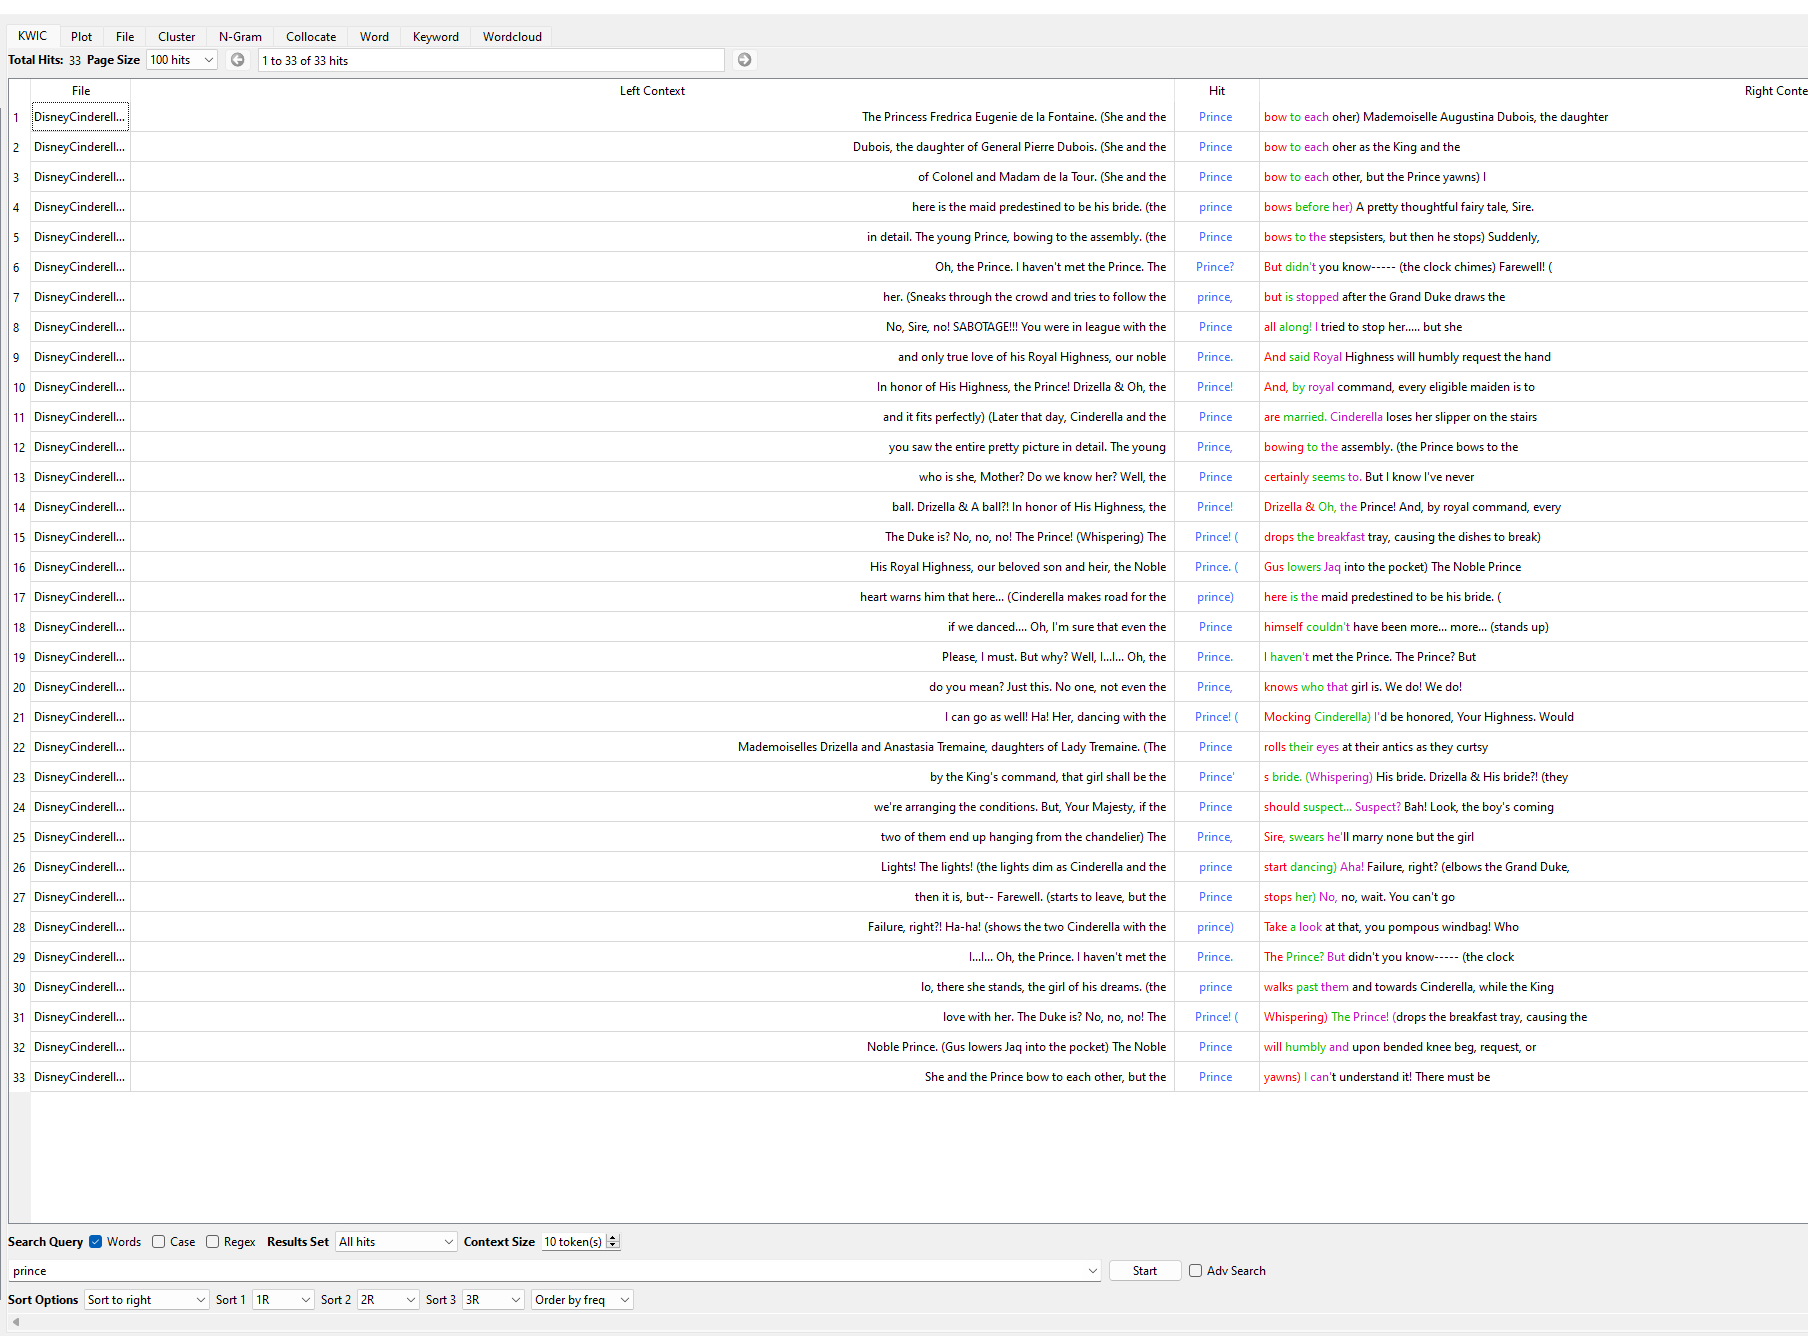 KWIC Plot File Cluster N-Gram Collocate Word Keyword Wordcloud
Total Hits: 33 Page Size 100 hits 1 to 33 of 33 hits
File Left Context Hit Right Conte
1 DisneyCinderell... The Princess Fredrica Eugenie de la Fontaine. (She and the Prince bow to each oher) Mademoiselle Augustina Dubois, the daughter
2 DisneyCinderell... Dubois, the daughter of General Pierre Dubois. (She and the Prince bow to each oher as the King and the
3 DisneyCinderell... of Colonel and Madam de la Tour. (She and the Prince bow to each other, but the Prince yawns) I
4 DisneyCinderell... here is the maid predestined to be his bride. (the prince bows before her) A pretty thoughtful fairy tale, Sire.
5 DisneyCinderell... in detail. The young Prince, bowing to the assembly. (the Prince bows to the stepsisters, but then he stops) Suddenly,
6 DisneyCinderell... Oh, the Prince. I haven't met the Prince. The Prince? But didn't you know----- (the clock chimes) Farewell! (
7 DisneyCinderell... her. (Sneaks through the crowd and tries to follow the prince, but is stopped after the Grand Duke draws the
8 DisneyCinderell... No, Sire, no! SABOTAGE!!! You were in league with the Prince all along! I tried to stop her..... but she
9 DisneyCinderell... and only true love of his Royal Highness, our noble Prince. And said Royal Highness will humbly request the hand
10 DisneyCinderell... In honor of His Highness, the Prince! Drizella & Oh, the Prince! And, by royal command, every eligible maiden is to
11 DisneyCinderell... and it fits perfectly) (Later that day, Cinderella and the Prince are married. Cinderella loses her slipper on the stairs
12 DisneyCinderell... you saw the entire pretty picture in detail. The young Prince, bowing to the assembly. (the Prince bows to the
13 DisneyCinderell... who is she, Mother? Do we know her? Well, the Prince certainly seems to. But I know I've never
14 DisneyCinderell... ball. Drizella & A ball?! In honor of His Highness, the Prince! Drizella & Oh, the Prince! And, by royal command, every
15 DisneyCinderell... The Duke is? No, no, no! The Prince! (Whispering) The Prince! ( drops the breakfast tray, causing the dishes to break)
16 DisneyCinderell... His Royal Highness, our beloved son and heir, the Noble Prince. ( Gus lowers Jaq into the pocket) The Noble Prince
17 DisneyCinderell... heart warns him that here... (Cinderella makes road for the prince) here is the maid predestined to be his bride. (
18 DisneyCinderell... if we danced.... Oh, I'm sure that even the Prince himself couldn't have been more... more... (stands up)
19 DisneyCinderell... Please, I must. But why? Well, I...I... Oh, the Prince. I haven't met the Prince. The Prince? But
20 DisneyCinderell... do you mean? Just this. No one, not even the Prince, knows who that girl is. We do! We do!
21 DisneyCinderell... I can go as well! Ha! Her, dancing with the Prince! ( Mocking Cinderella) I'd be honored, Your Highness. Would
22 DisneyCinderell... Mademoiselles Drizella and Anastasia Tremaine, daughters of Lady Tremaine. (The Prince rolls their eyes at their antics as they curtsy
23 DisneyCinderell... by the King's command, that girl shall be the Prince' s bride. (Whispering) His bride. Drizella & His bride?! (they
24 DisneyCinderell... we're arranging the conditions. But, Your Majesty, if the Prince should suspect... Suspect? Bah! Look, the boy's coming
25 DisneyCinderell... two of them end up hanging from the chandelier) The Prince, Sire, swears he'll marry none but the girl
26 DisneyCinderell... Lights! The lights! (the lights dim as Cinderella and the prince start dancing) Aha! Failure, right? (elbows the Grand Duke,
27 DisneyCinderell... then it is, but-- Farewell. (starts to leave, but the Prince stops her) No, no, wait. You can't go
28 DisneyCinderell... Failure, right?! Ha-ha! (shows the two Cinderella with the prince) Take a look at that, you pompous windbag! Who
29 DisneyCinderell... I...I... Oh, the Prince. I haven't met the Prince. The Prince? But didn't you know----- (the clock
30 DisneyCinderell... lo, there she stands, the girl of his dreams. (the prince walks past them and towards Cinderella, while the King
31 DisneyCinderell... love with her. The Duke is? No, no, no! The Prince! ( Whispering) The Prince! (drops the breakfast tray, causing the
32 DisneyCinderell... Noble Prince. (Gus lowers Jaq into the pocket) The Noble Prince will humbly and upon bended knee beg, request, or
33 DisneyCinderell... She and the Prince bow to each other, but the Prince yawns) I can't understand it! There must be
Search Query Words Case Regex Results Set All hits Context Size 10 token(s)
prince Start Adv Search
Sort Options Sort to right Sort 1 1R Sort 2 2R Sort 3 3R Order by freq